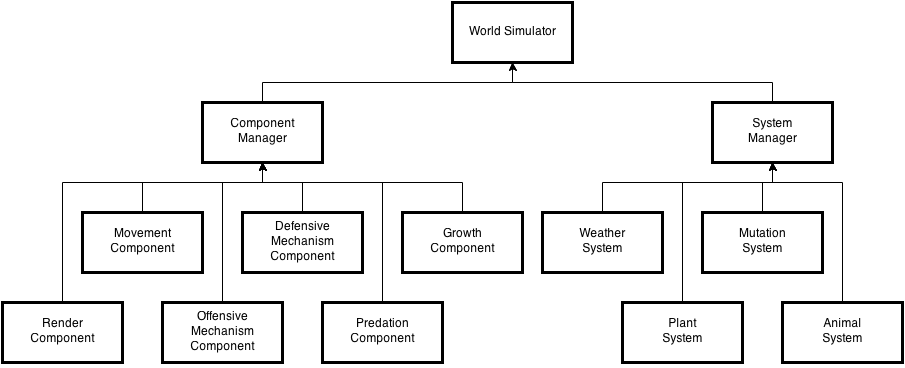 World Simulator
Component
Manager
System
Manager
Movement
Component
Defensive
Mechanism
Component
Growth
Component
Weather
System
Mutation
System
Render
Component
Offensive
Mechanism
Component
Predation
Component
Plant
System
Animal
System